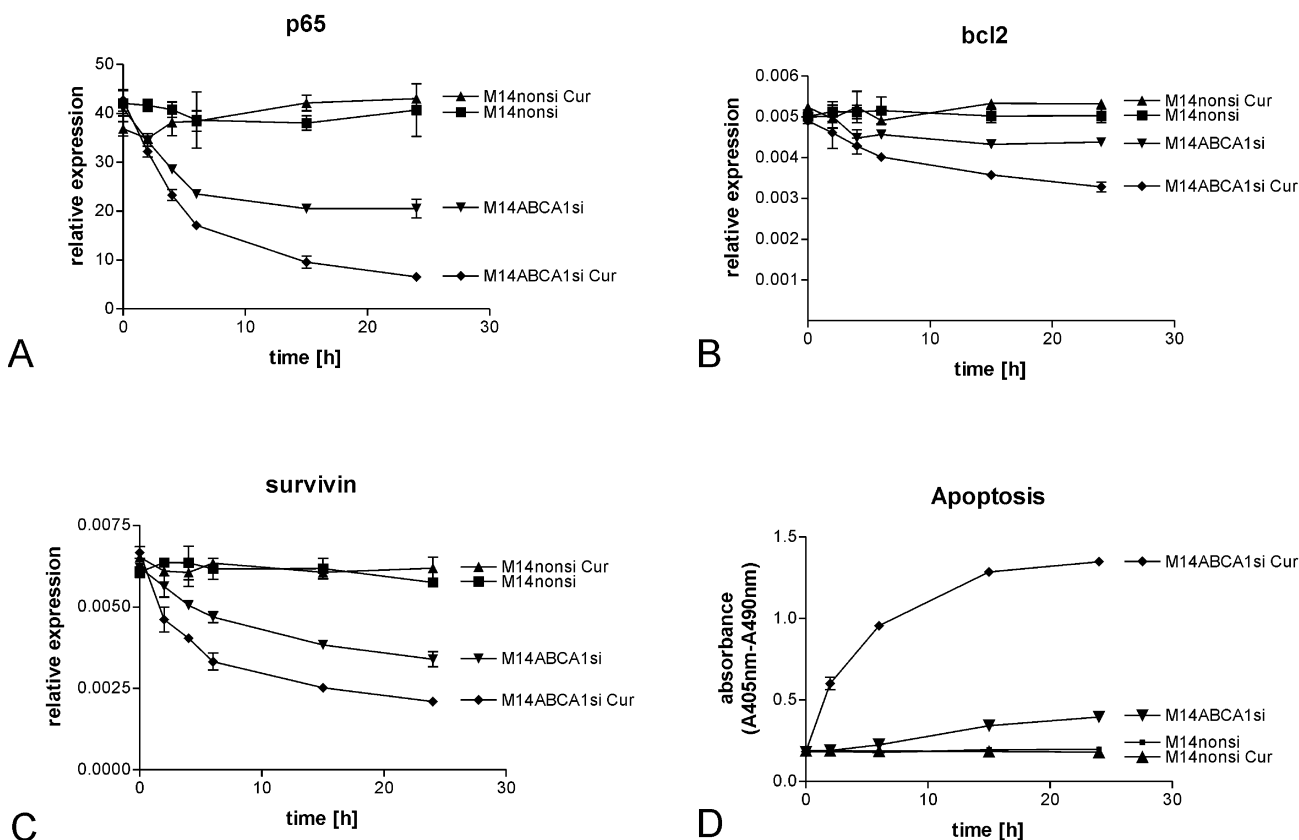 p65
50
40
30
20
10
0
relative expression
0
10
20
30
time [h]
M14nonsi Cur
M14nonsi
M14ABCA1si
M14ABCA1si Cur
A
bcl2
0.006
0.005
0.004
0.003
0.002
0.001
relative expression
0
10
20
30
time [h]
M14nonsi Cur
M14nonsi
M14ABCA1si
M14ABCA1si Cur
B
survivin
0.0075
0.0050
0.0025
0.0000
relative expression
0
10
20
30
time [h]
M14nonsi Cur
M14nonsi
M14ABCA1si
M14ABCA1si Cur
C
Apoptosis
1.5
1.0
0.5
0.0
absorbance
(A405nm-A490nm)
0
10
20
30
time [h]
M14ABCA1si Cur
M14ABCA1si
M14nonsi
M14nonsi Cur
D